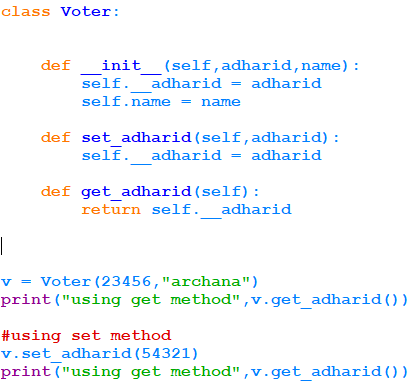 class Voter:
    def __init__(self,adharid,name):
        self.__adharid = adharid
        self.name = name
    def set_adharid(self,adharid):
        self.__adharid = adharid
    def get_adharid(self):
        return self.__adharid
v = Voter(23456,"archana")
print("using get method",v.get_adharid())
#using set method
v.set_adharid(54321)
print("using get method",v.get_adharid())